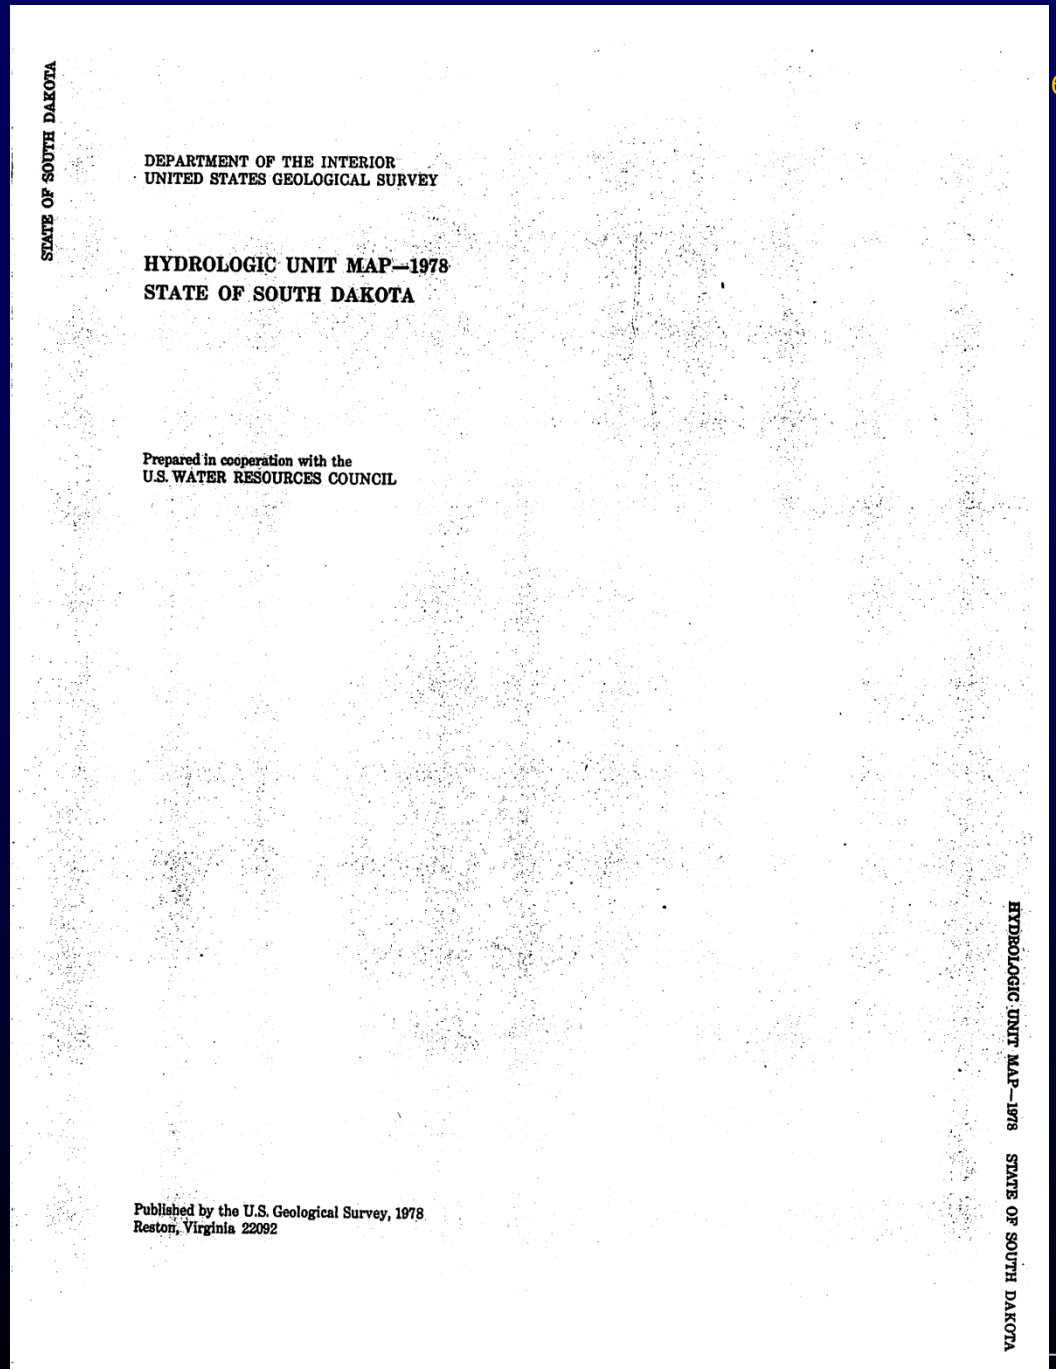 STATE OF SOUTH DAKOTA
DEPARTMENT OF THE INTERIOR
UNITED STATES GEOLOGICAL SURVEY
HYDROLOGIC UNIT MAP—1978
STATE OF SOUTH DAKOTA
Prepared in cooperation with the
U.S. WATER RESOURCES COUNCIL
HYDROLOGIC UNIT MAP—1978 STATE OF SOUTH DAKOTA
Published by the U.S. Geological Survey, 1978
Reston, Virginia 22092